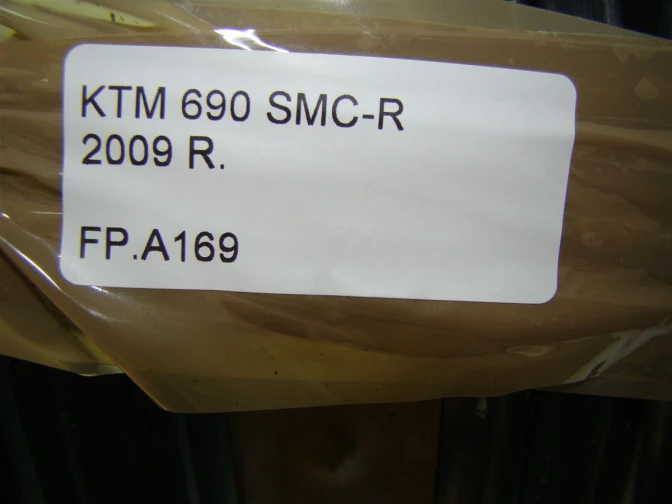 KTM 690 SMC-R
2009 R.
FP.A169